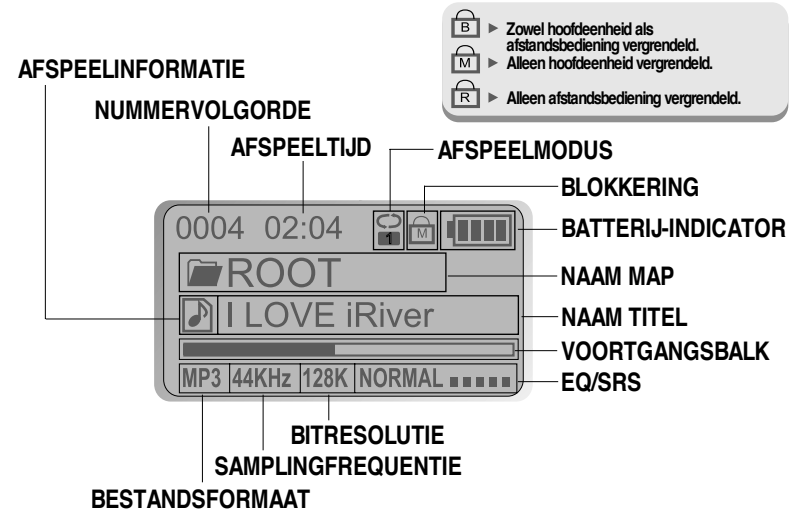 B ► Zowel hoofdeenheid als
afstandsbediening vergrendeld.
M ► Alleen hoofdeenheid vergrendeld.
R ► Alleen afstandsbediening vergrendeld.
AFSPEELINFORMATIE
NUMMERVOLGORDE
AFSPEELTIJD
AFSPEELMODUS
BLOKKERING
BATTERIJ-INDICATOR
NAAM MAP
NAAM TITEL
VOORTGANGSBALK
EQ/SRS
0004 02:04 1 M
ROOT
I LOVE iRiver
MP3 44KHz 128K NORMAL
BITRESOLUTIE
SAMPLINGFREQUENTIE
BESTANDSFORMAAT